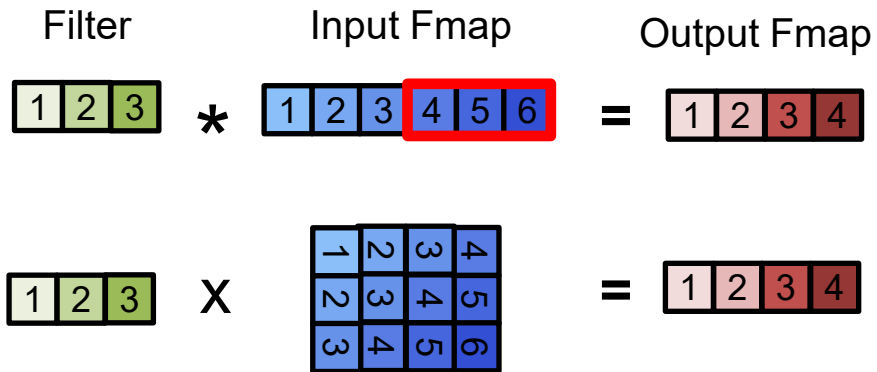 Filter Input Fmap Output Fmap
1 2 3 * 1 2 3 4 5 6 = 1 2 3 4
1 2 3 4
1 2 3 X 2 3 4 5 = 1 2 3 4
3 4 5 6